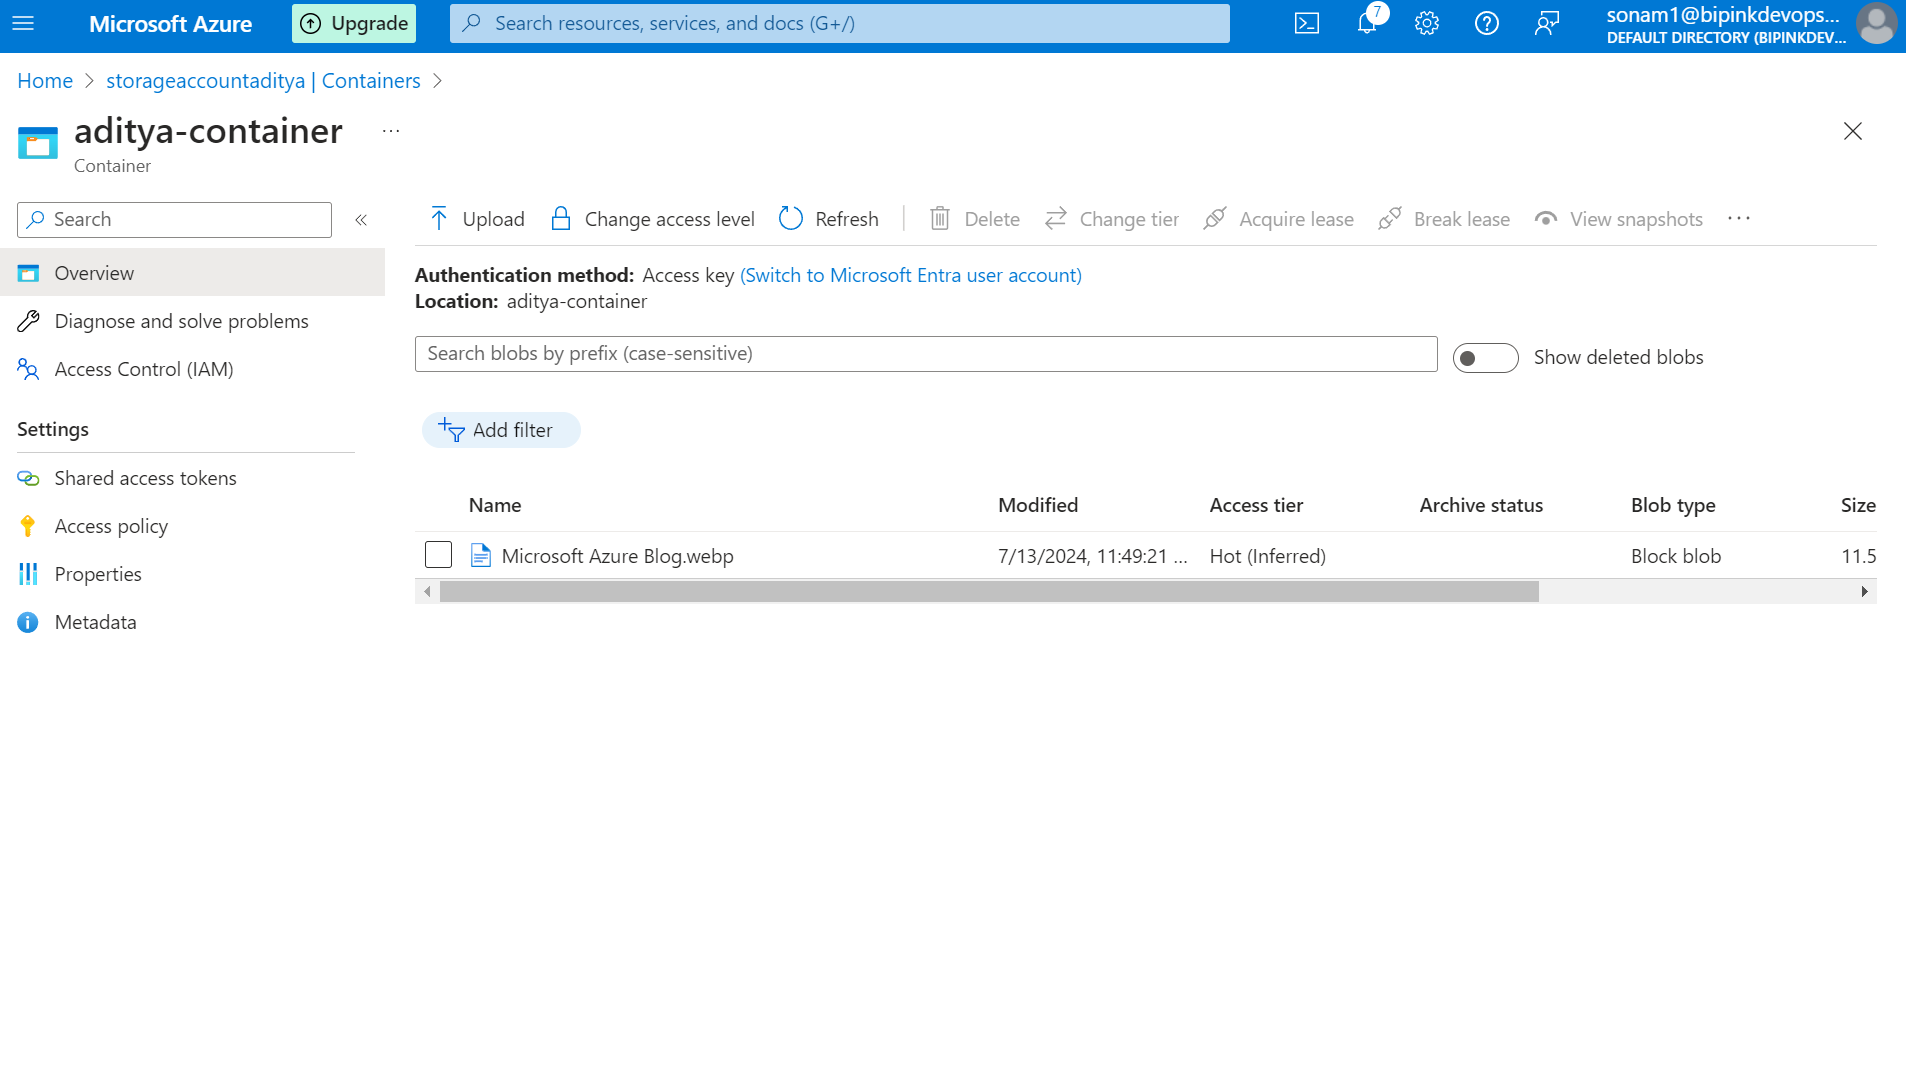 Microsoft Azure
Upgrade
Search resources, services, and docs (G+/)
7
sonam1@bipinkdevops...
DEFAULT DIRECTORY (BIPINKDEV...
Home > storageaccountaditya | Containers >
aditya-container ...
Container
Search «
Upload Change access level Refresh | Delete Change tier Acquire lease Break lease View snapshots ...
Overview
Diagnose and solve problems
Access Control (IAM)
Settings
Shared access tokens
Access policy
Properties
Metadata
Authentication method: Access key (Switch to Microsoft Entra user account)
Location: aditya-container
Search blobs by prefix (case-sensitive)
Show deleted blobs
Add filter
Name Modified Access tier Archive status Blob type Size
Microsoft Azure Blog.webp 7/13/2024, 11:49:21 ... Hot (Inferred) Block blob 11.5